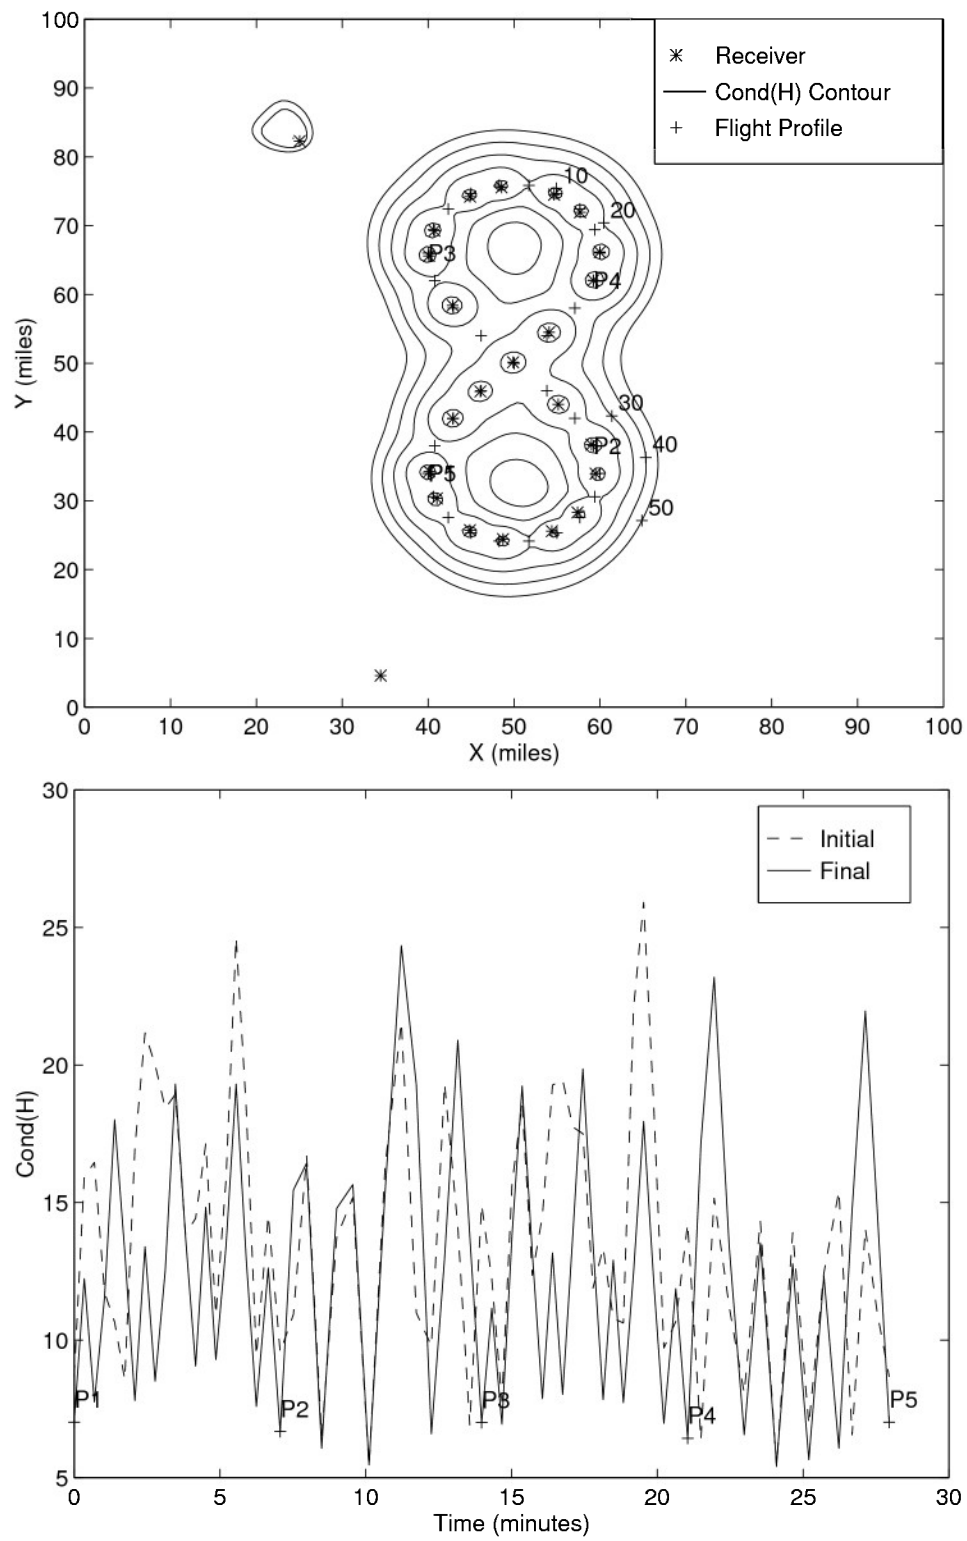 100
90
80
70
60
50
40
30
20
10
0
Y (miles)
Receiver
Cond(H) Contour
Flight Profile
10
20
P3
P4
30
P2
40
P5
50
0 10 20 30 40 50 60 70 80 90 100
X (miles)
30
25
20
15
10
5
Cond(H)
Initial
Final
P1
P2
P3
P4
P5
0 5 10 15 20 25 30
Time (minutes)